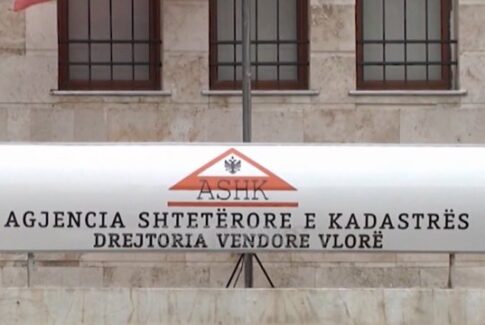 ASHK
AGJENCIA SHTETËRORE E KADASTRËS
DREJTORIA VENDORE VLORË